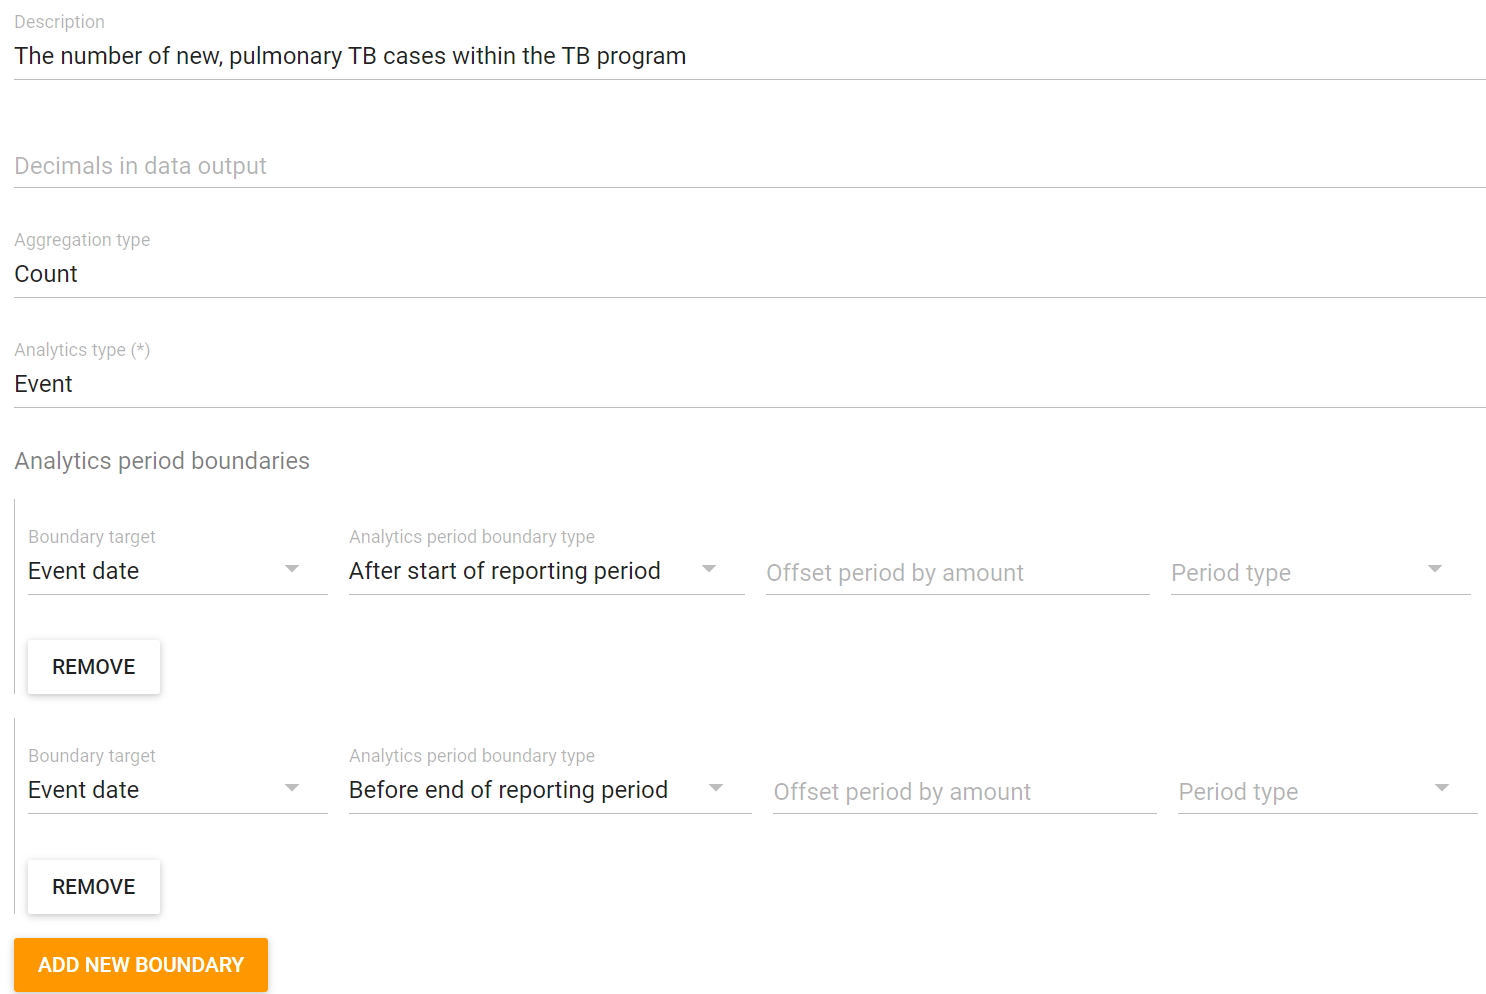 Description
The number of new, pulmonary TB cases within the TB program
Decimals in data output
Aggregation type
Count
Analytics type (*)
Event
Analytics period boundaries
Boundary target Analytics period boundary type
Event date After start of reporting period Offset period by amount Period type
REMOVE
Boundary target Analytics period boundary type
Event date Before end of reporting period Offset period by amount Period type
REMOVE
ADD NEW BOUNDARY